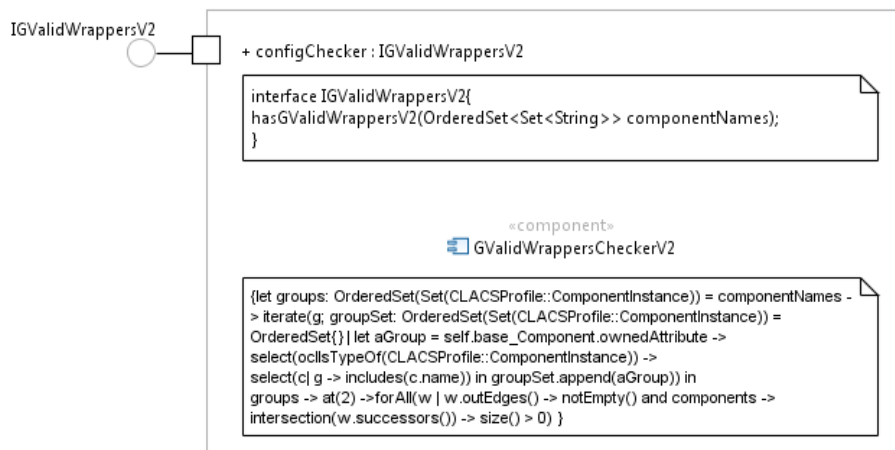 IGValidWrappersV2
+ configChecker : IGValidWrappersV2
interface IGValidWrappersV2{
hasGValidWrappersV2(OrderedSet<Set<String>> componentNames);
}
«component»
GValidWrappersCheckerV2
{let groups: OrderedSet(Set(CLACSProfile::ComponentInstance)) = componentNames -
> iterate(g; groupSet: OrderedSet(Set(CLACSProfile::ComponentInstance)) =
OrderedSet{} | let aGroup = self.base_Component.ownedAttribute ->
select(oclIsTypeOf(CLACSProfile::ComponentInstance)) ->
select(c| g -> includes(c.name)) in groupSet.append(aGroup)) in
groups -> at(2) ->forAll(w | w.outEdges() -> notEmpty() and components ->
intersection(w.successors()) -> size() > 0) }